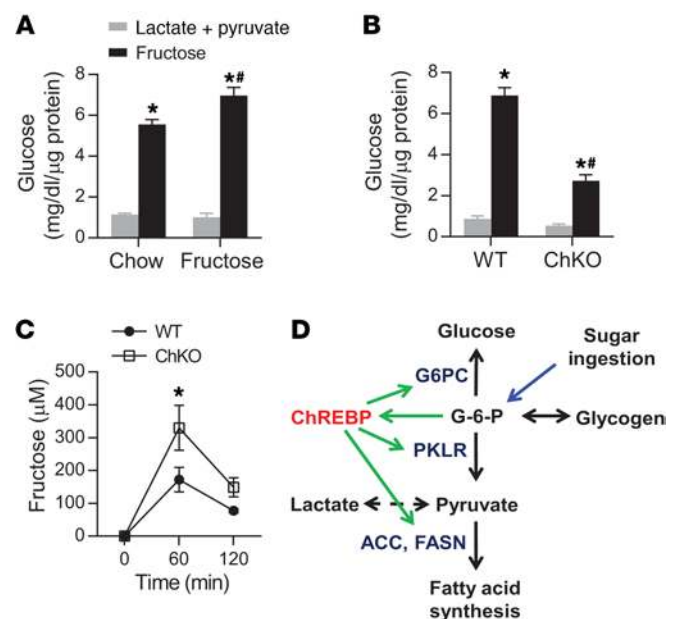 A
Lactate + pyruvate
Fructose
Glucose
(mg/dl/μg protein)
8
6
4
2
0
*
*#
Chow
Fructose
B
Glucose
(mg/dl/μg protein)
8
6
4
2
0
*
*#
WT
ChKO
C
WT
ChKO
Fructose (μM)
500
400
300
200
100
0
*
0
60
120
Time (min)
D
Glucose
Sugar
ingestion
G6PC
ChREBP
G-6-P
Glycogen
PKLR
Lactate
Pyruvate
ACC, FASN
Fatty acid
synthesis